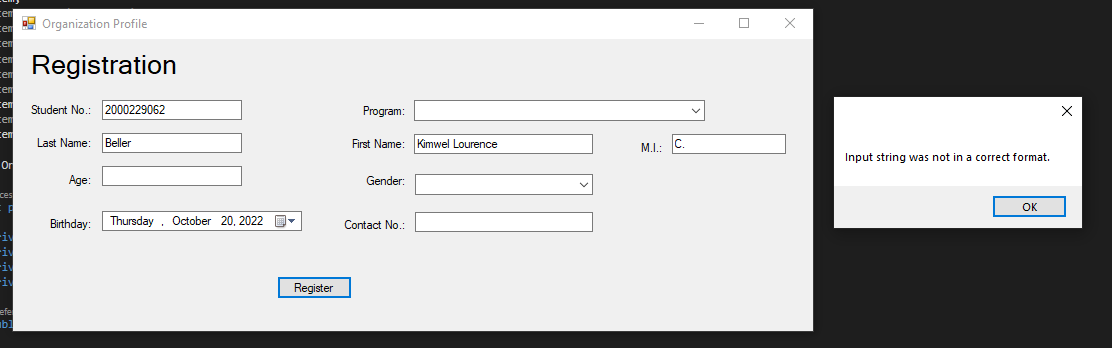 Organization Profile
Registration
Student No.: 2000229062 Program:
Last Name: Beller First Name: Kimwel Lourence M.I.: C.
Age: Gender:
Birthday: Thursday , October 20, 2022 Contact No.:
Register
Input string was not in a correct format.
OK